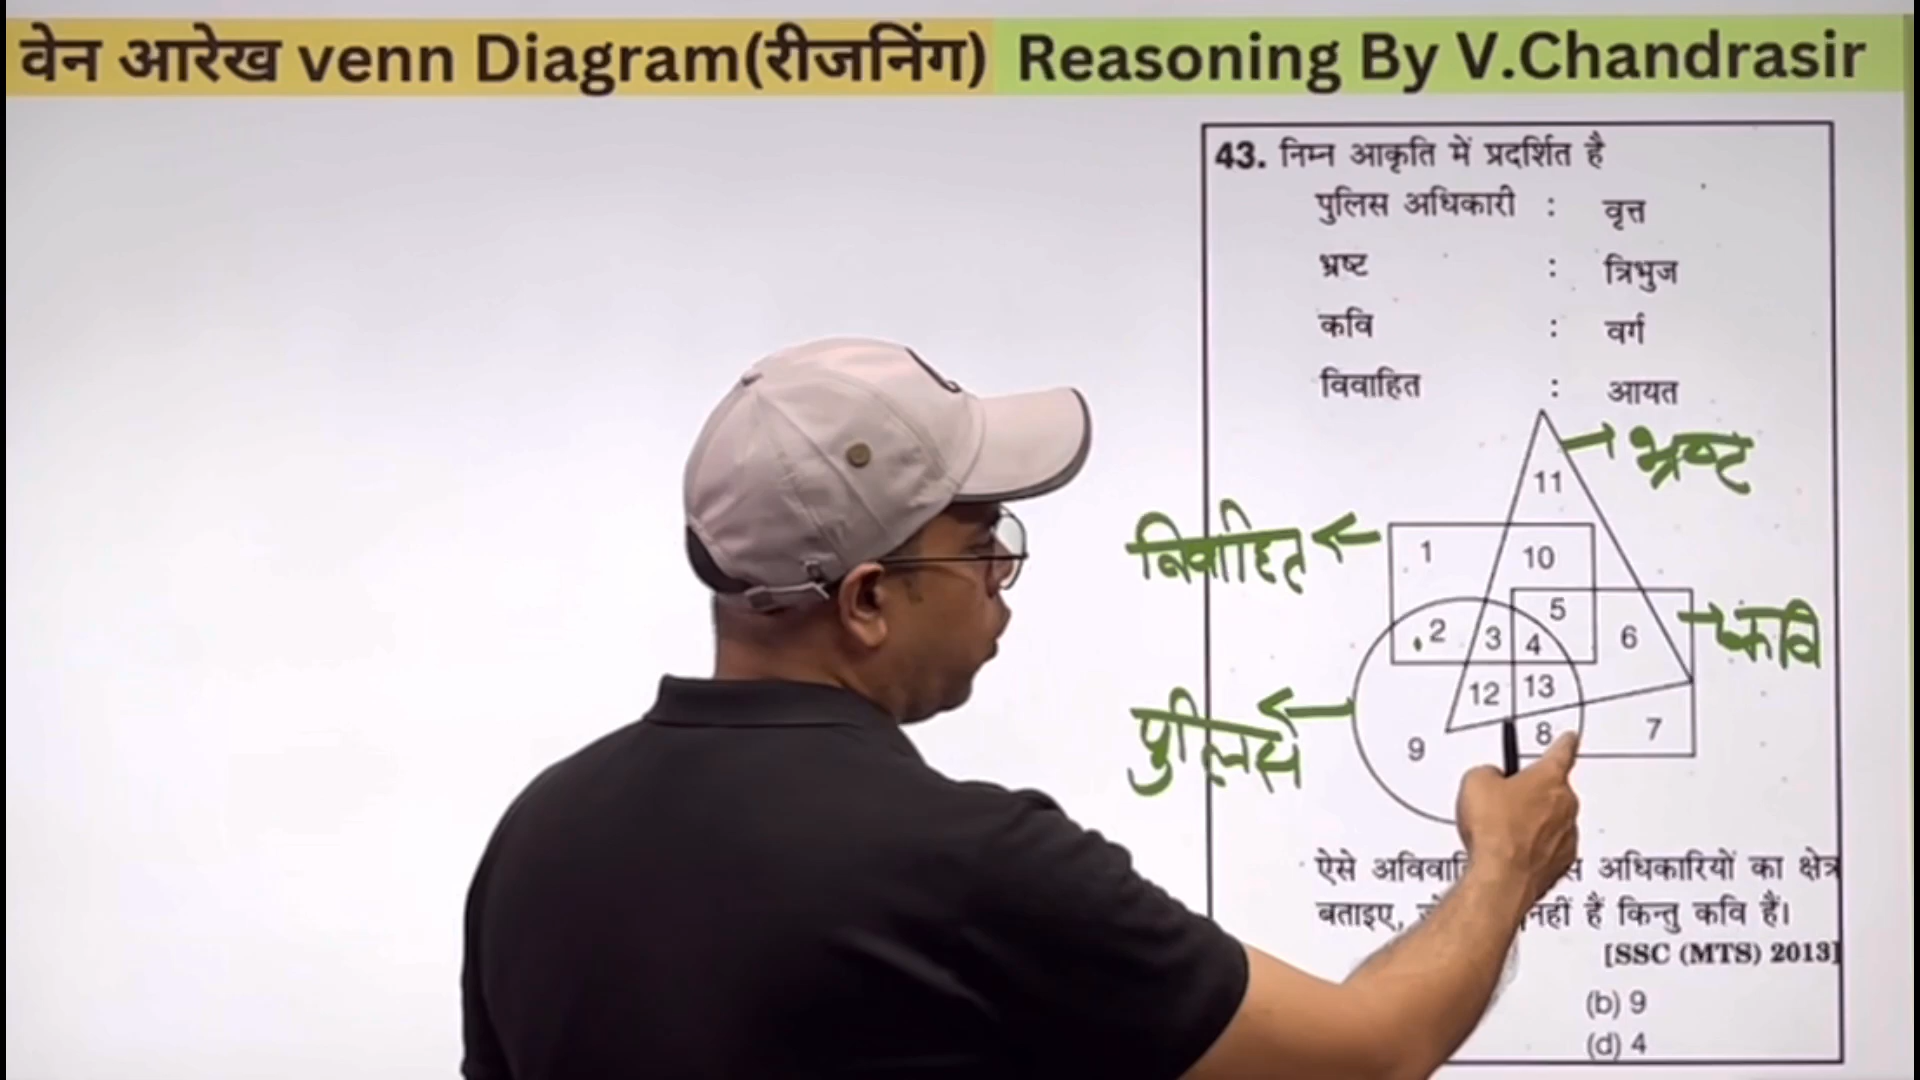 वेन आरेख venn Diagram(रीजनिंग) Reasoning By V.Chandrasir
43. निम्न आकृति में प्रदर्शित है
पुलिस अधिकारी : वृत्त
भ्रष्ट : त्रिभुज
कवि : वर्ग
विवाहित : आयत
भ्रष्ट
11
विवाहित
1 10
5
2 3 4 6
कवि
12 13
पुलिस
9 8 7
ऐसे अधिकारियों का क्षेत्र
बताइए, नहीं हैं किन्तु कवि हैं।
[SSC (MTS) 2013]
(b) 9
(d) 4